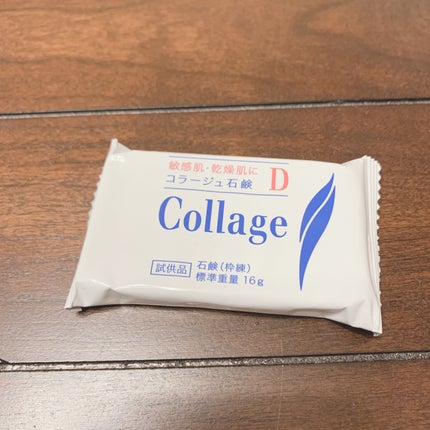 敏感肌・乾燥肌に
コラージュ石鹸 D
Collage
試供品
石鹸(枠練)
標準重量 16g